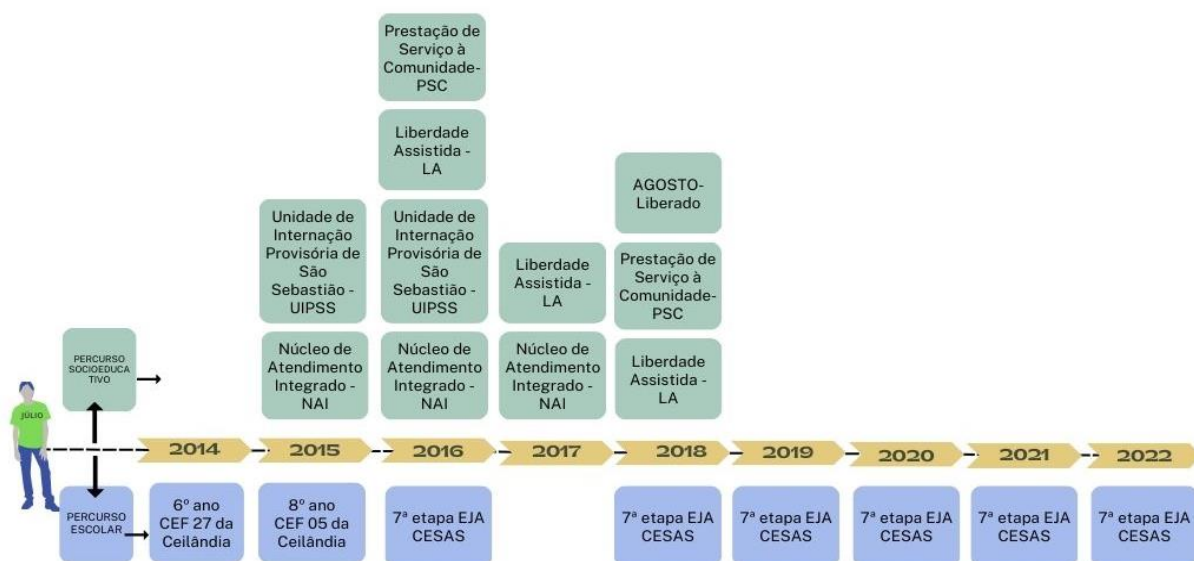 Prestação de
Serviço à
Comunidade-
PSC
Liberdade
Assistida -
LA
AGOSTO-
Liberado
Unidade de
Internação
Provisória de
São
Sebastião -
UIPSS
Unidade de
Internação
Provisória de
São
Sebastião -
UIPSS
Liberdade
Assistida -
LA
Prestação de
Serviço à
Comunidade-
PSC
PERCURSO
SOCIOEDUCA
TIVO
Núcleo de
Atendimento
Integrado -
NAI
Núcleo de
Atendimento
Integrado -
NAI
Núcleo de
Atendimento
Integrado -
NAI
Liberdade
Assistida -
LA
JÚLIO
2014
2015
2016
2017
2018
2019
2020
2021
2022
PERCURSO
ESCOLAR
6º ano
CEF 27 da
Ceilândia
8º ano
CEF 05 da
Ceilândia
7ª etapa EJA
CESAS
7ª etapa EJA
CESAS
7ª etapa EJA
CESAS
7ª etapa EJA
CESAS
7ª etapa EJA
CESAS
7ª etapa EJA
CESAS